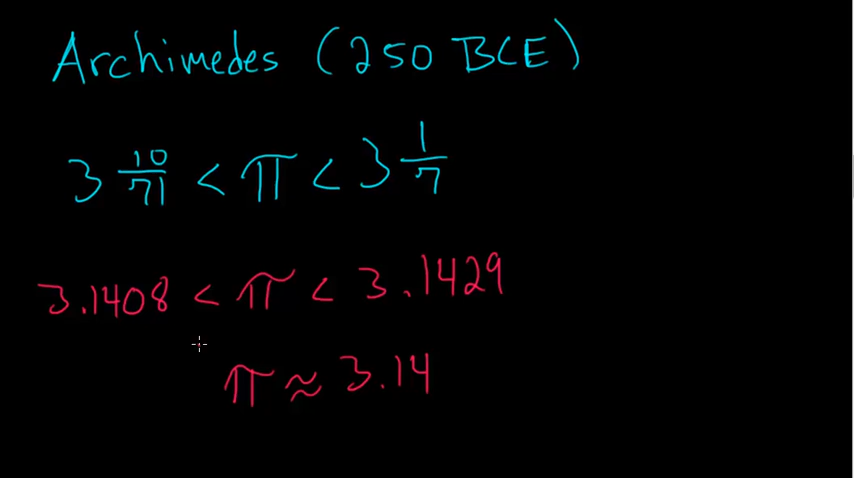 Archimedes (250 BCE)
3 10/71 < π < 3 1/7
3.1408 < π < 3.1429
π ≈ 3.14